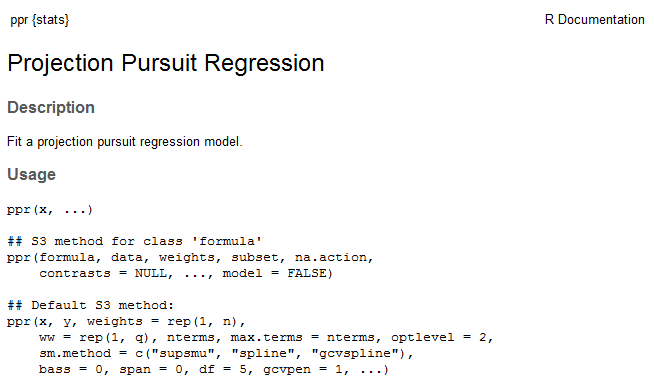 ppr {stats}
R Documentation
Projection Pursuit Regression
Description
Fit a projection pursuit regression model.
Usage
ppr(x, ...)
## S3 method for class 'formula'
ppr(formula, data, weights, subset, na.action,
    contrasts = NULL, ..., model = FALSE)
## Default S3 method:
ppr(x, y, weights = rep(1, n),
    ww = rep(1, q), nterms, max.terms = nterms, optlevel = 2,
    sm.method = c("supsmu", "spline", "gcvspline"),
    bass = 0, span = 0, df = 5, gcvpen = 1, ...)